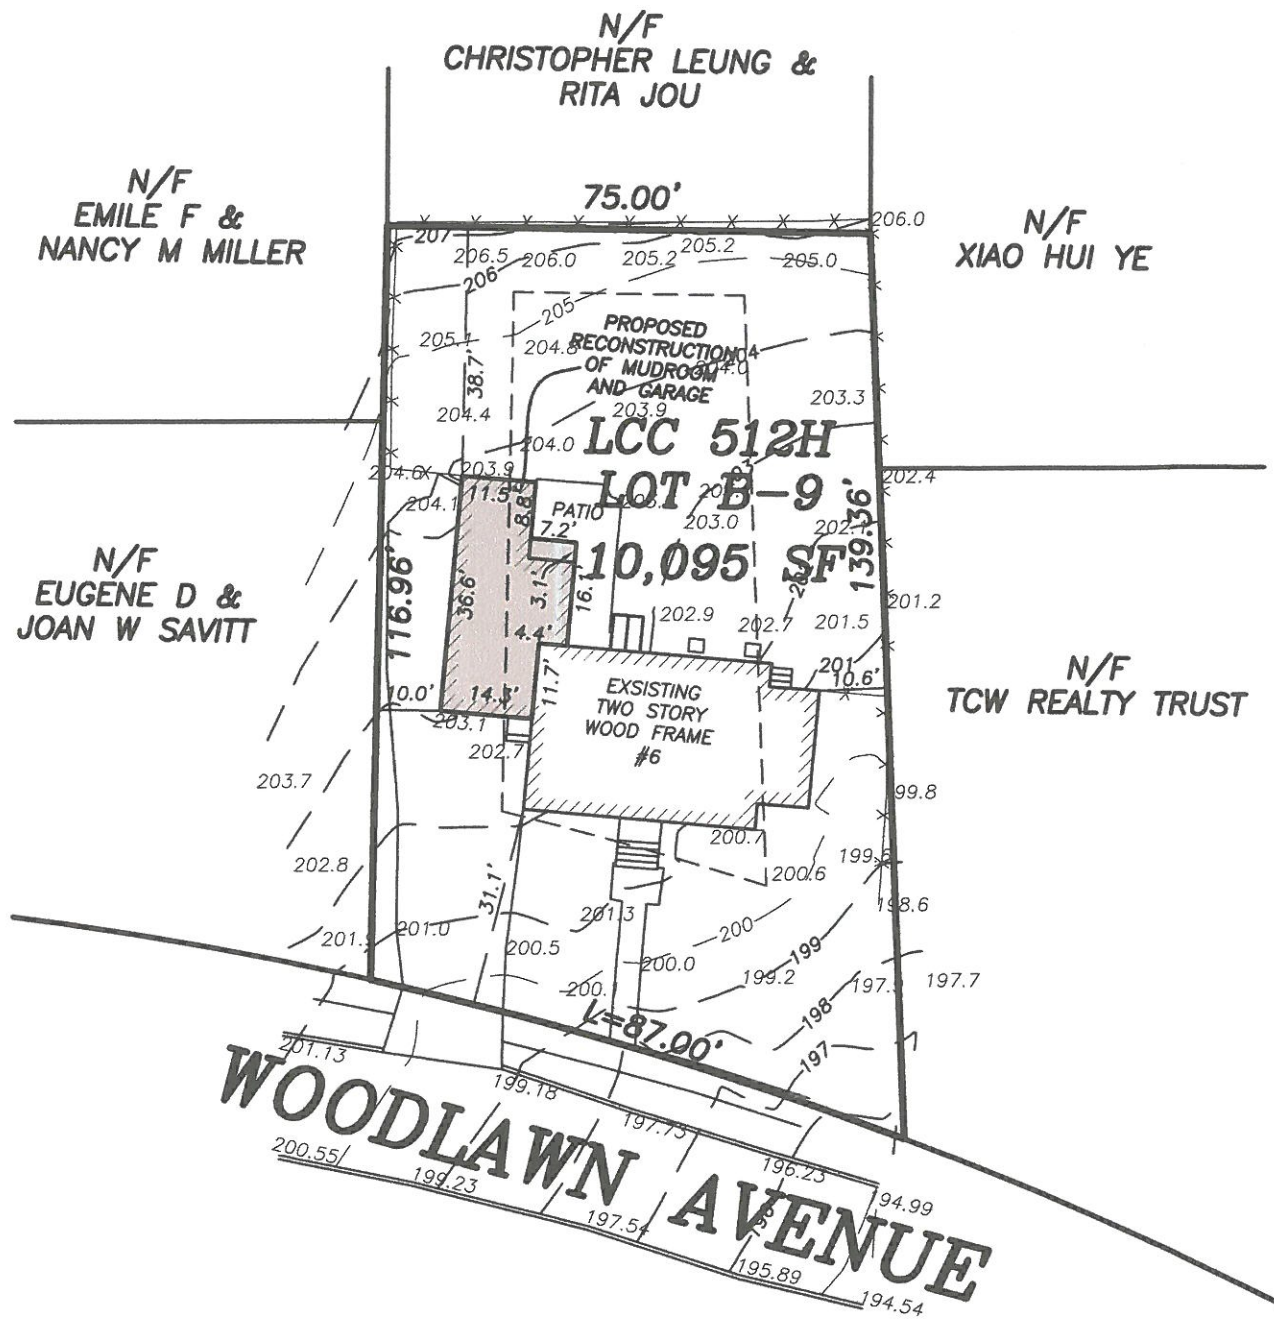 N/F
CHRISTOPHER LEUNG &
RITA JOU
N/F
EMILE F &
NANCY M MILLER
75.00'
206.0
N/F
XIAO HUI YE
207
206.5
206.0
205.2
205.2
205.0
206
205
205.1
204.8
PROPOSED
RECONSTRUCTION
OF MUDROOM
AND GARAGE
204.0
38.7'
204.4
203.9
203.3
204.0
LCC 512H
LOT B-9
10,095 SF
203.9
202.4
204.1
11.5'
8.8'
PATIO
7.2'
203.0
202.1
139.36'
N/F
EUGENE D &
JOAN W SAVITT
116.96'
36.6'
3.1'
16.1'
4.4'
202.9
202.7
201.5
201.2
201
10.6'
N/F
TCW REALTY TRUST
10.0'
14.3'
11.7'
EXSISTING
TWO STORY
WOOD FRAME
#6
203.1
202.7
203.7
99.8
200.7
199.6
200.6
202.8
31.1'
198.6
201.3
201.0
200.5
200
199
200.0
199.2
197.7
198
L=87.00'
197
201.13
199.18
197.73
196.23
94.99
WOODLAWN AVENUE
200.55
199.23
197.54
195.89
194.54